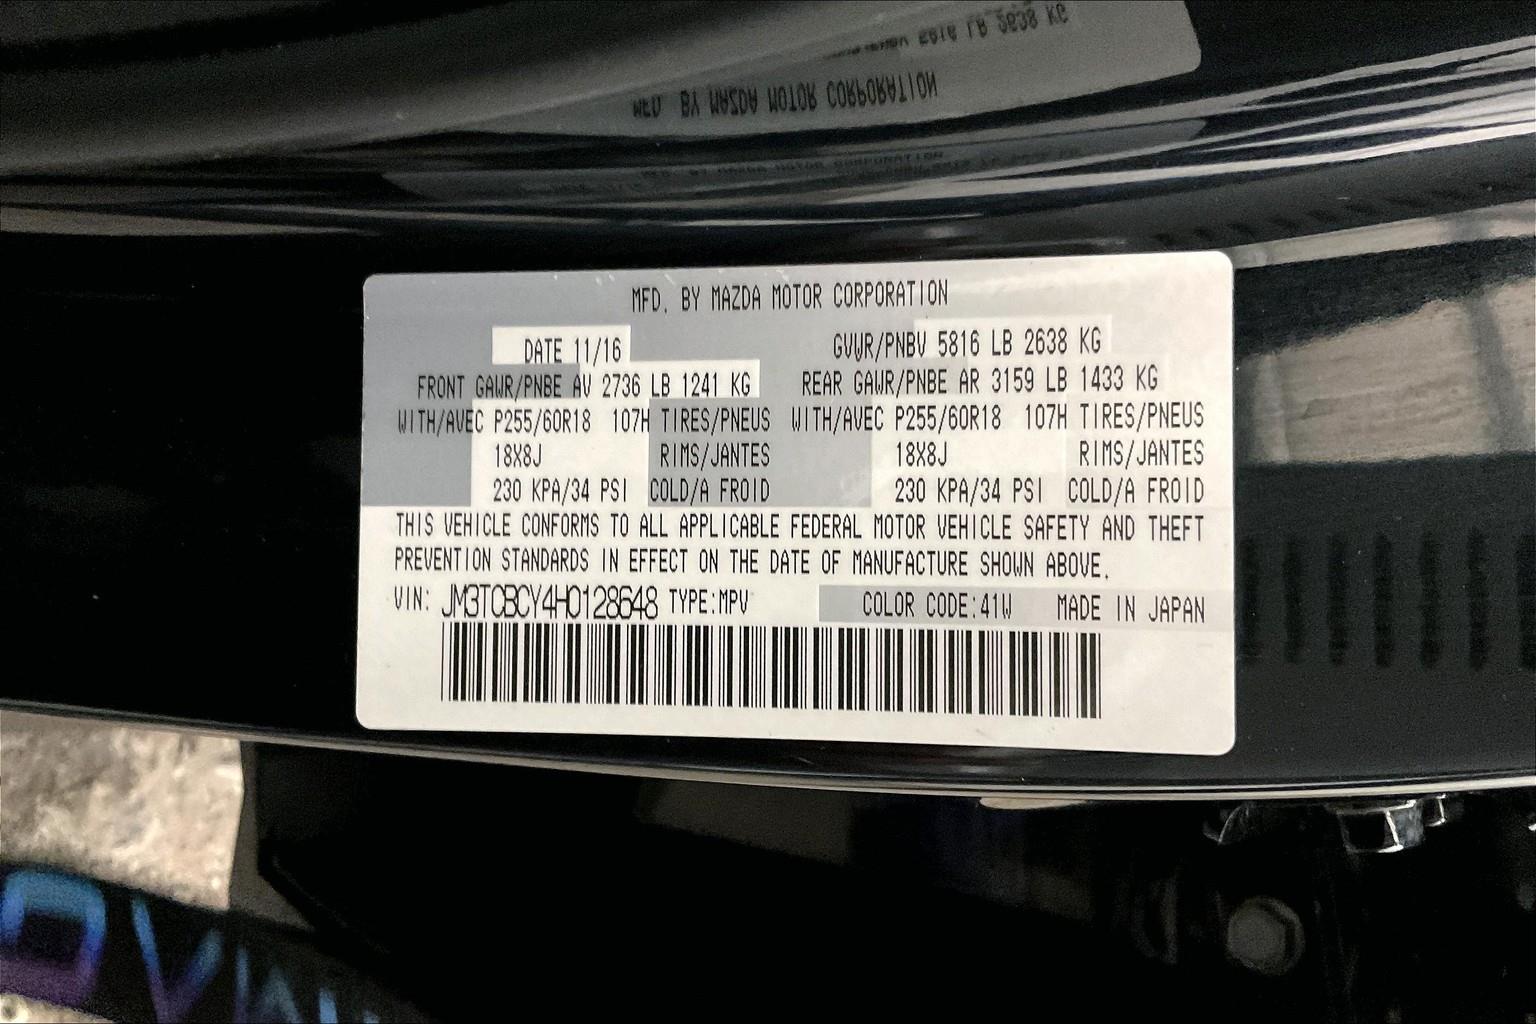 MFD. BY MAZDA MOTOR CORPORATION
DATE 11/16 GVWR/PNBV 5816 LB 2638 KG
FRONT GAWR/PNBE AV 2736 LB 1241 KG REAR GAWR/PNBE AR 3159 LB 1433 KG
WITH/AVEC P255/60R18 107H TIRES/PNEUS WITH/AVEC P255/60R18 107H TIRES/PNEUS
18X8J RIMS/JANTES 18X8J RIMS/JANTES
230 KPA/34 PSI COLD/A FROID 230 KPA/34 PSI COLD/A FROID
THIS VEHICLE CONFORMS TO ALL APPLICABLE FEDERAL MOTOR VEHICLE SAFETY AND THEFT
PREVENTION STANDARDS IN EFFECT ON THE DATE OF MANUFACTURE SHOWN ABOVE.
VIN: JM3TCBCY4H0128648 TYPE:MPV COLOR CODE:41W MADE IN JAPAN